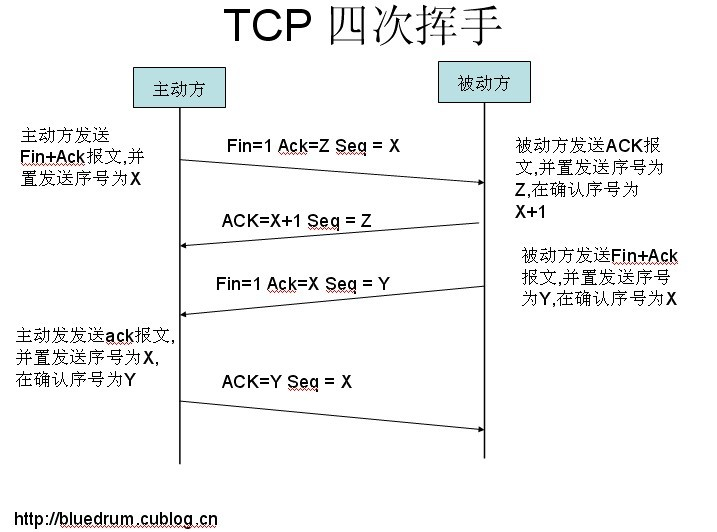 TCP 四次挥手
主动方
被动方
主动方发送
Fin+Ack报文,并
置发送序号为X
Fin=1 Ack=Z Seq = X
被动方发送ACK报
文,并置发送序号为
Z,在确认序号为
X+1
ACK=X+1 Seq = Z
被动方发送Fin+Ack
报文,并置发送序号
为Y,在确认序号为X
Fin=1 Ack=X Seq = Y
主动发发送ack报文,
并置发送序号为X,
在确认序号为Y
ACK=Y Seq = X
http://bluedrum.cublog.cn